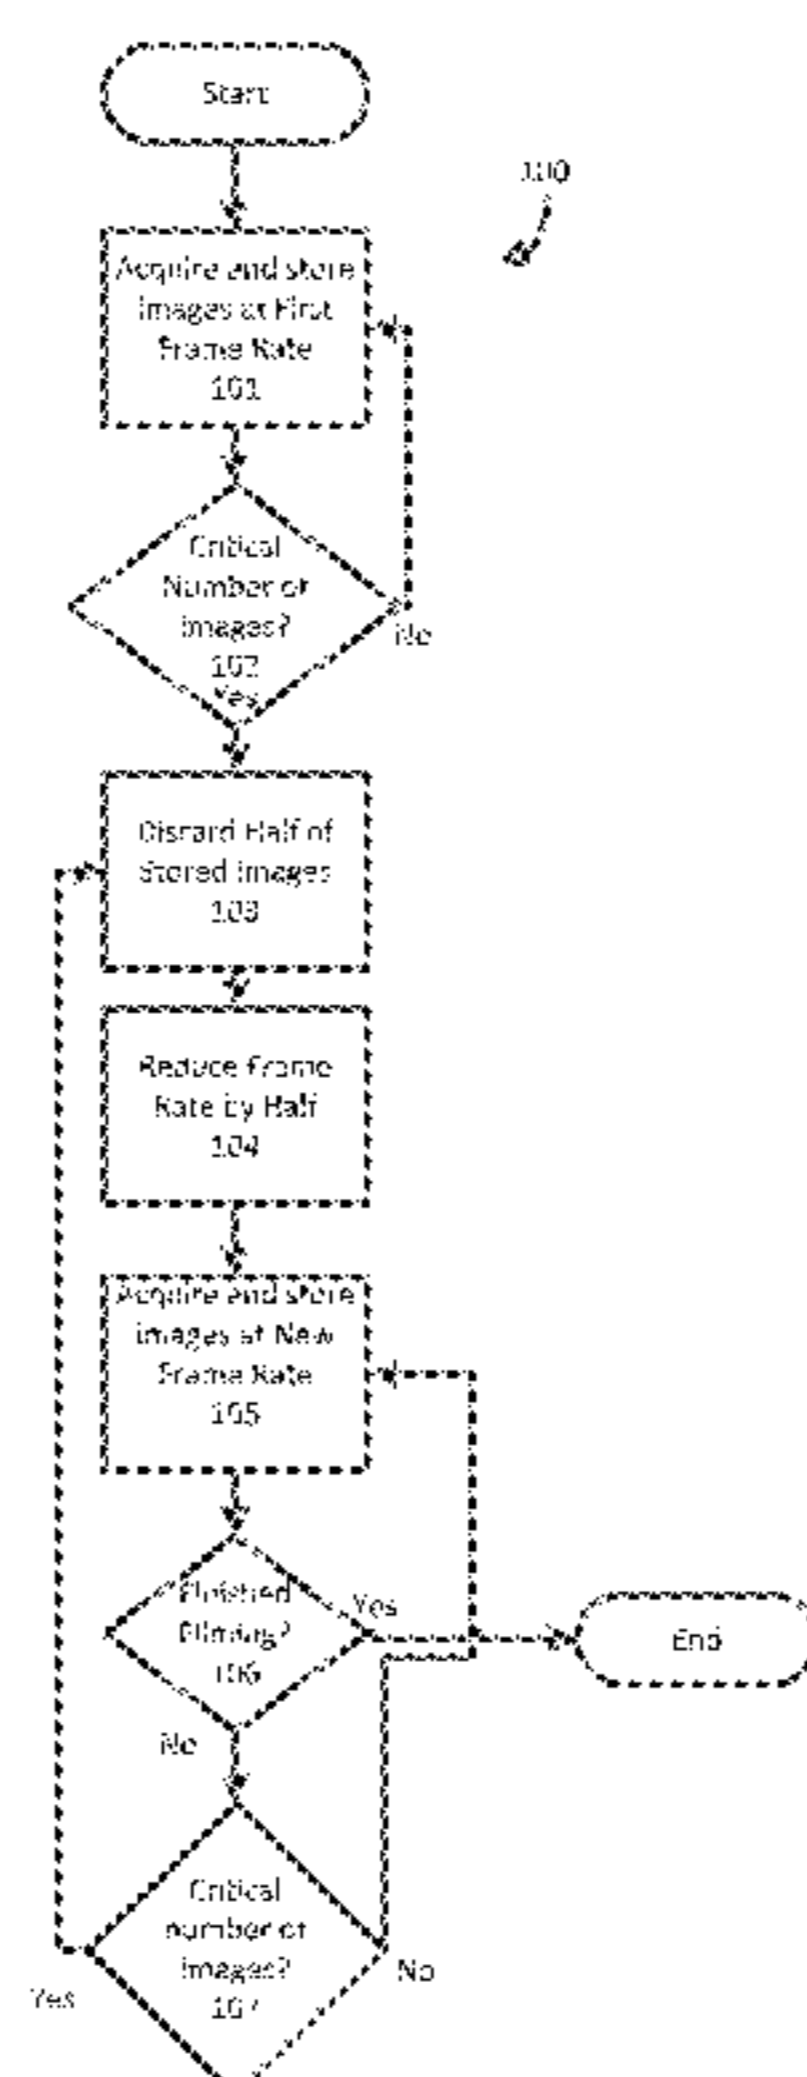 Start
100
Acquire and store
images at First
Frame Rate
101
Critical
Number of
images?
102
Yes
No
Discard Half of
Stored images
103
Reduce Frame
Rate by Half
104
Acquire and store
images at New
Frame Rate
105
Finished
Filming?
106
Yes
End
No
Critical
number of
images?
107
No
Yes